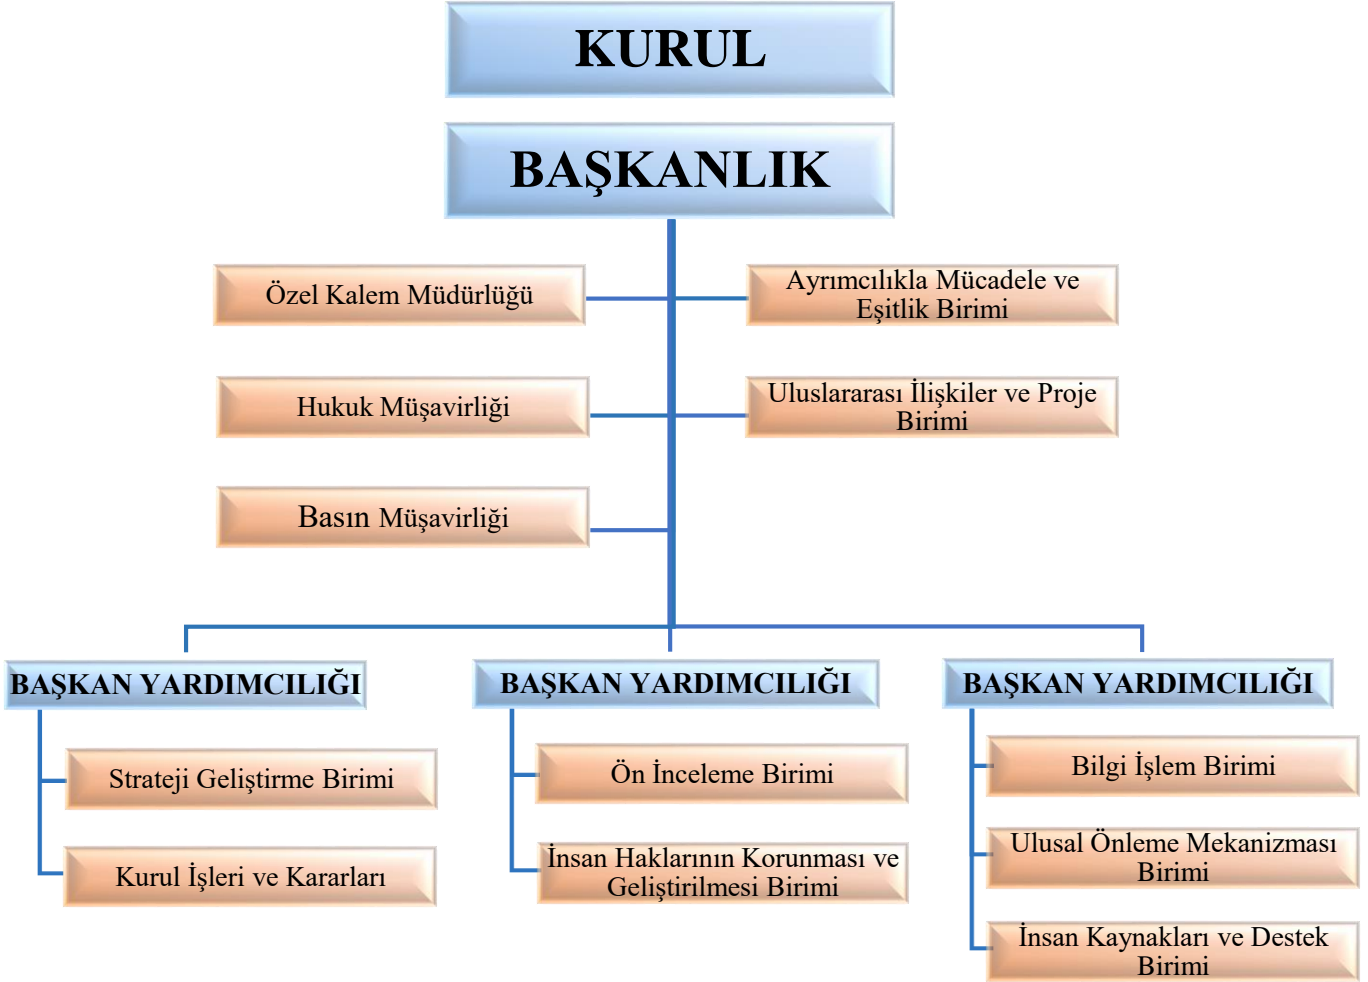 KURUL
BAŞKANLIK
Özel Kalem Müdürlüğü
Ayrımcılıkla Mücadele ve
Eşitlik Birimi
Hukuk Müşavirliği
Uluslararası İlişkiler ve Proje
Birimi
Basın Müşavirliği
BAŞKAN YARDIMCILIĞI
Strateji Geliştirme Birimi
Kurul İşleri ve Kararları
BAŞKAN YARDIMCILIĞI
Ön İnceleme Birimi
İnsan Haklarının Korunması ve
Geliştirilmesi Birimi
BAŞKAN YARDIMCILIĞI
Bilgi İşlem Birimi
Ulusal Önleme Mekanizması
Birimi
İnsan Kaynakları ve Destek
Birimi